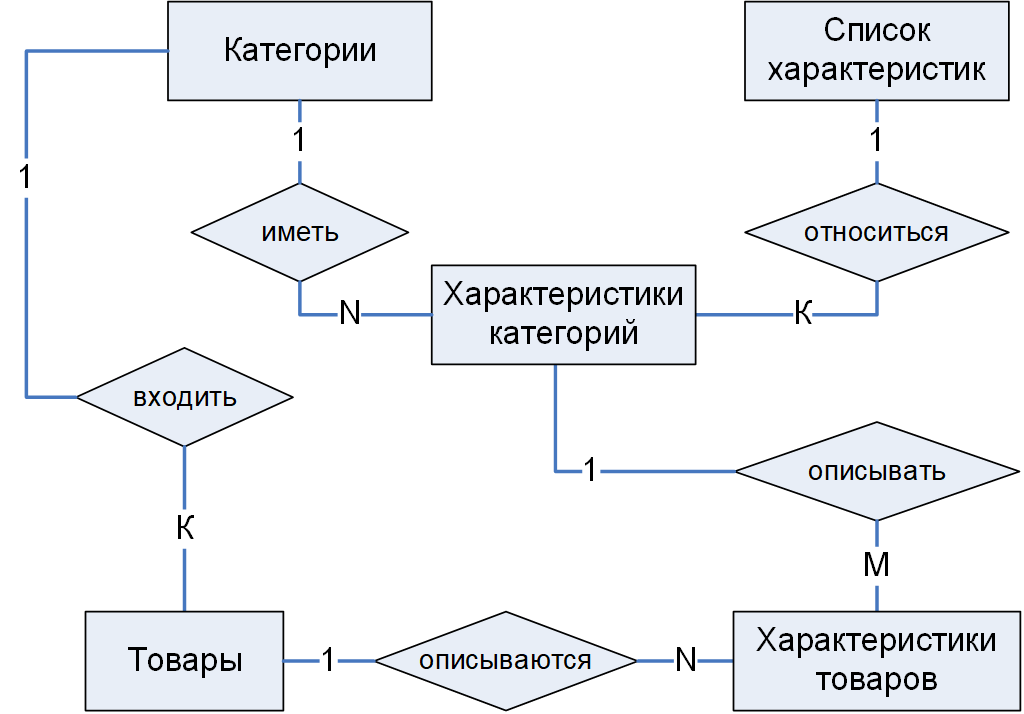 Категории
Список
характеристик
1
1
1
иметь
относиться
Характеристики
категорий
N
К
входить
1
описывать
К
М
Товары
1
описываются
N
Характеристики
товаров